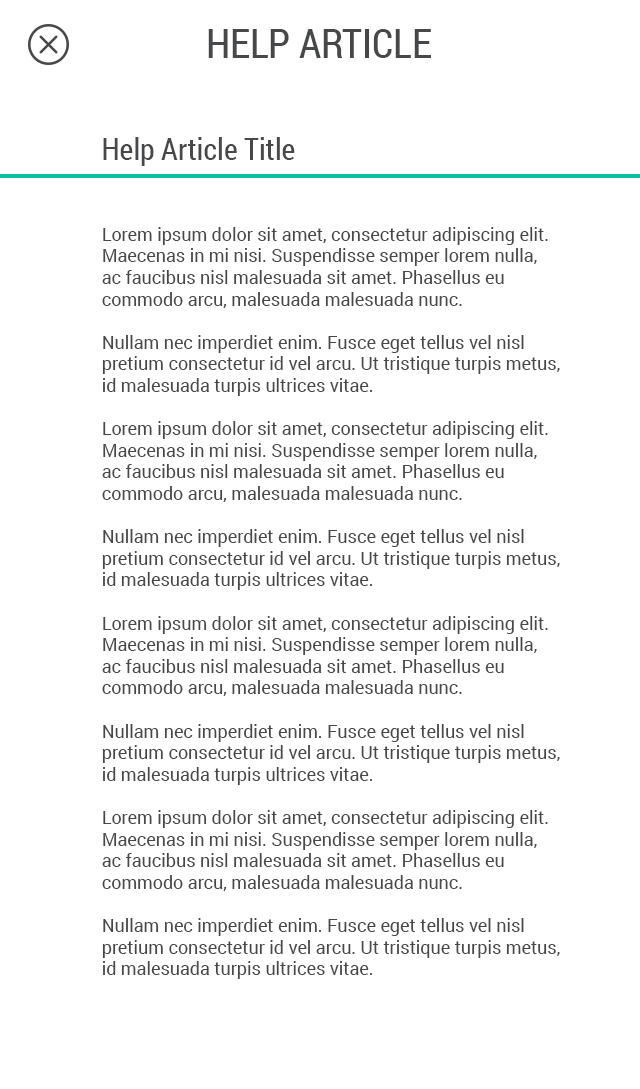 HELP ARTICLE
Help Article Title
Lorem ipsum dolor sit amet, consectetur adipiscing elit.
Maecenas in mi nisi. Suspendisse semper lorem nulla,
ac faucibus nisl malesuada sit amet. Phasellus eu
commodo arcu, malesuada malesuada nunc.
Nullam nec imperdiet enim. Fusce eget tellus vel nisl
pretium consectetur id vel arcu. Ut tristique turpis metus,
id malesuada turpis ultrices vitae.
Lorem ipsum dolor sit amet, consectetur adipiscing elit.
Maecenas in mi nisi. Suspendisse semper lorem nulla,
ac faucibus nisl malesuada sit amet. Phasellus eu
commodo arcu, malesuada malesuada nunc.
Nullam nec imperdiet enim. Fusce eget tellus vel nisl
pretium consectetur id vel arcu. Ut tristique turpis metus,
id malesuada turpis ultrices vitae.
Lorem ipsum dolor sit amet, consectetur adipiscing elit.
Maecenas in mi nisi. Suspendisse semper lorem nulla,
ac faucibus nisl malesuada sit amet. Phasellus eu
commodo arcu, malesuada malesuada nunc.
Nullam nec imperdiet enim. Fusce eget tellus vel nisl
pretium consectetur id vel arcu. Ut tristique turpis metus,
id malesuada turpis ultrices vitae.
Lorem ipsum dolor sit amet, consectetur adipiscing elit.
Maecenas in mi nisi. Suspendisse semper lorem nulla,
ac faucibus nisl malesuada sit amet. Phasellus eu
commodo arcu, malesuada malesuada nunc.
Nullam nec imperdiet enim. Fusce eget tellus vel nisl
pretium consectetur id vel arcu. Ut tristique turpis metus,
id malesuada turpis ultrices vitae.